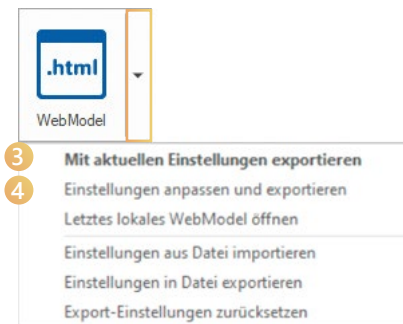 .html
WebModel
3 Mit aktuellen Einstellungen exportieren
4 Einstellungen anpassen und exportieren
Letztes lokales WebModel öffnen
Einstellungen aus Datei importieren
Einstellungen in Datei exportieren
Export-Einstellungen zurücksetzen